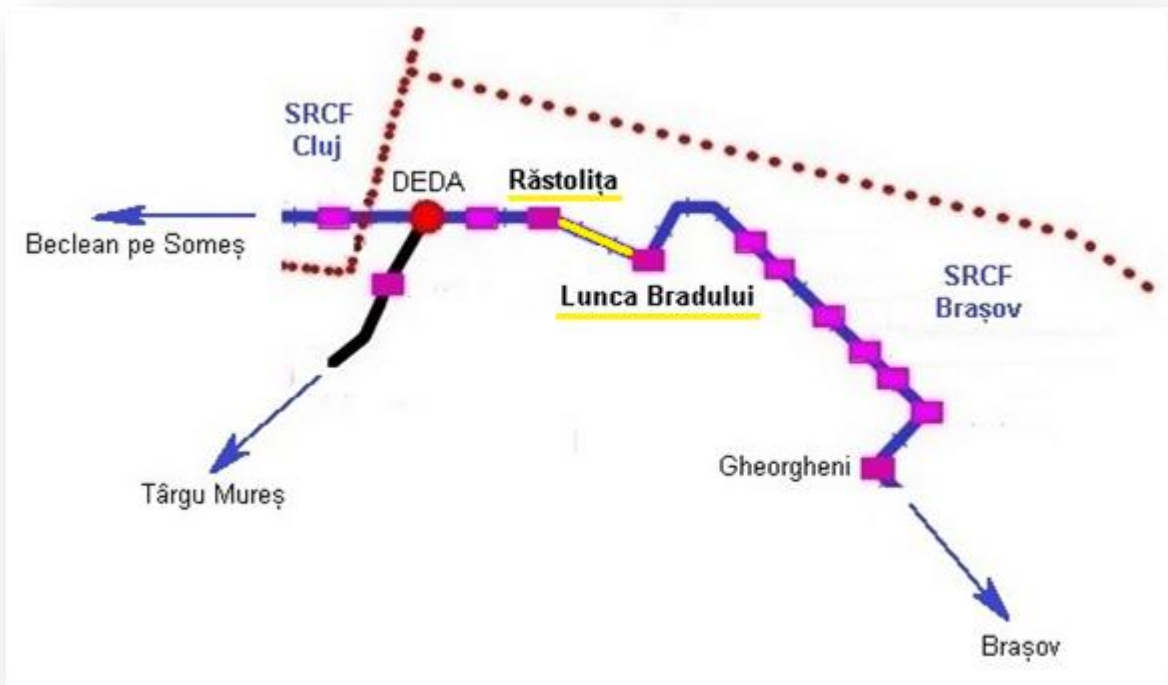 SRCF
Cluj
DEDA
Răstolița
Beclean pe Someș
Lunca Bradului
SRCF
Brașov
Gheorgheni
Târgu Mureș
Brașov